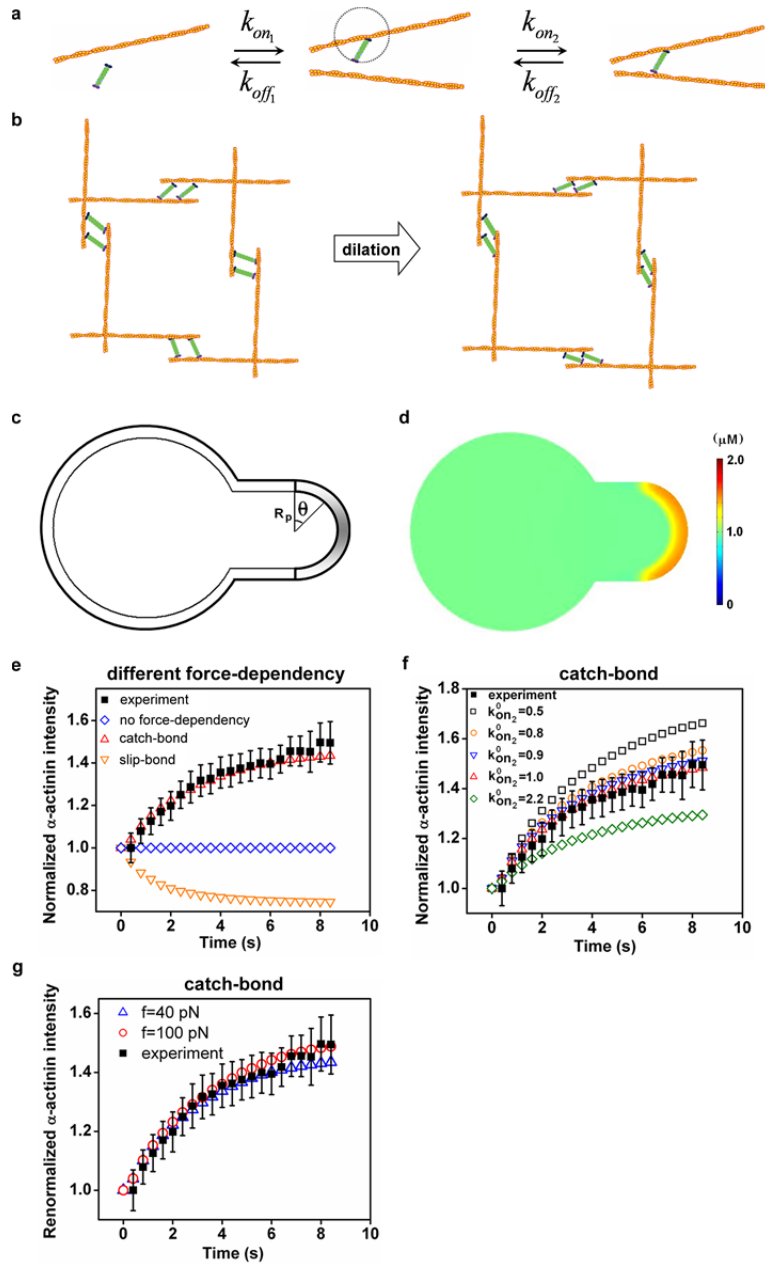 a
k_on1
k_off1
k_on2
k_off2
b
dilation
c
d
R_p
θ
(μM)
2.0
1.0
0
e
different force-dependency
Normalized α-actinin intensity
1.4
1.2
1.0
0.8
experiment
no force-dependency
catch-bond
slip-bond
0 2 4 6 8 10
Time (s)
f
catch-bond
Normalized α-actinin intensity
1.8
1.6
1.4
1.2
1.0
experiment
k⁰_on2=0.5
k⁰_on2=0.8
k⁰_on2=0.9
k⁰_on2=1.0
k⁰_on2=2.2
0 2 4 6 8 10
Time (s)
g
catch-bond
Renormalized α-actinin intensity
1.6
1.4
1.2
1.0
f=40 pN
f=100 pN
experiment
0 2 4 6 8 10
Time (s)